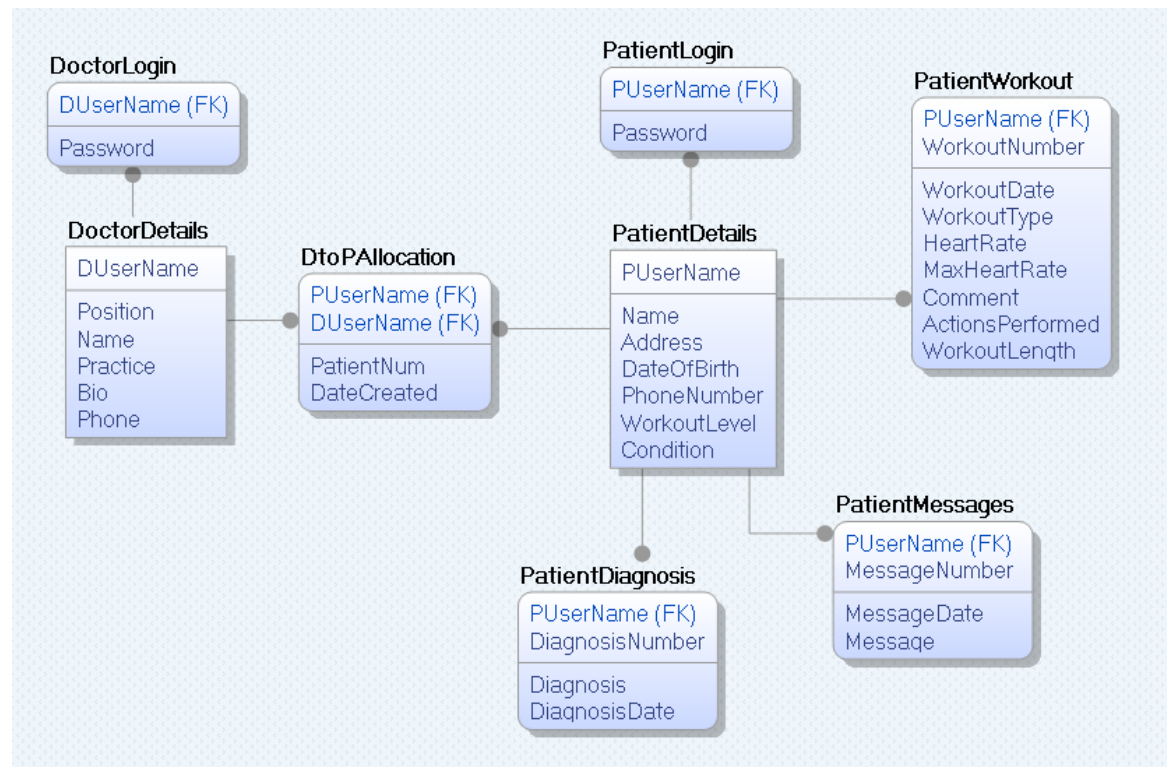 DoctorLogin
DUserName (FK)
Password
PatientLogin
PUserName (FK)
Password
PatientWorkout
PUserName (FK)
WorkoutNumber
WorkoutDate
WorkoutType
HeartRate
MaxHeartRate
Comment
ActionsPerformed
WorkoutLength
DoctorDetails
DUserName
Position
Name
Practice
Bio
Phone
DtoPAllocation
PUserName (FK)
DUserName (FK)
PatientNum
DateCreated
PatientDetails
PUserName
Name
Address
DateOfBirth
PhoneNumber
WorkoutLevel
Condition
PatientMessages
PUserName (FK)
MessageNumber
MessageDate
Message
PatientDiagnosis
PUserName (FK)
DiagnosisNumber
Diagnosis
DiagnosisDate